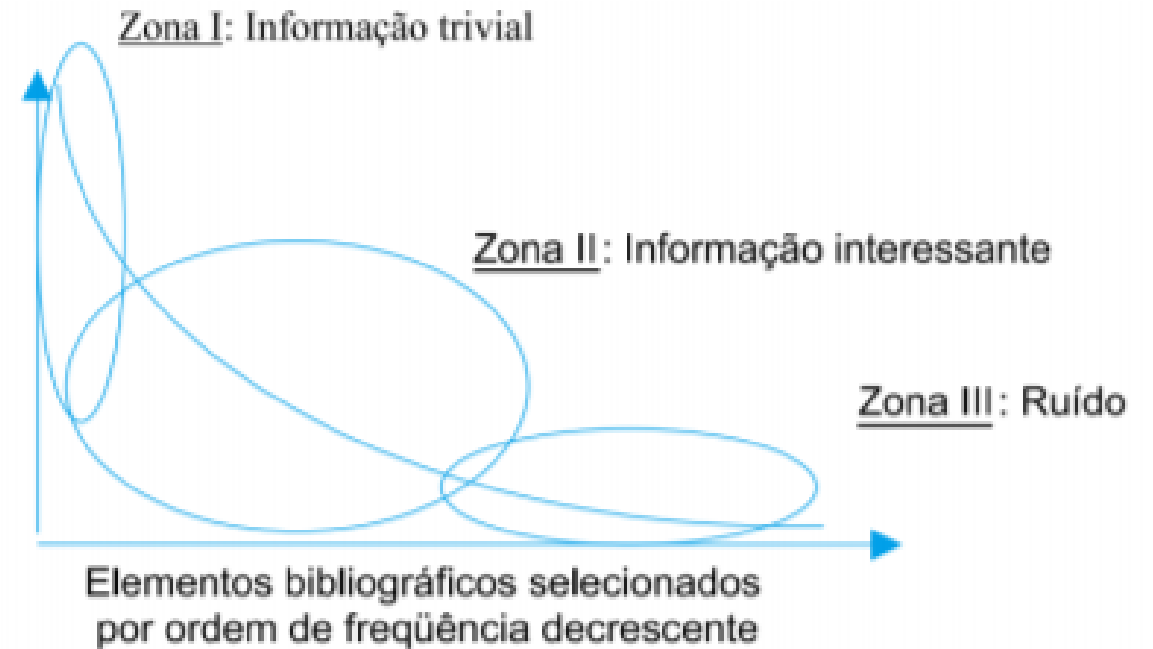 Zona I: Informação trivial
Zona II: Informação interessante
Zona III: Ruído
Elementos bibliográficos selecionados
por ordem de freqüência decrescente